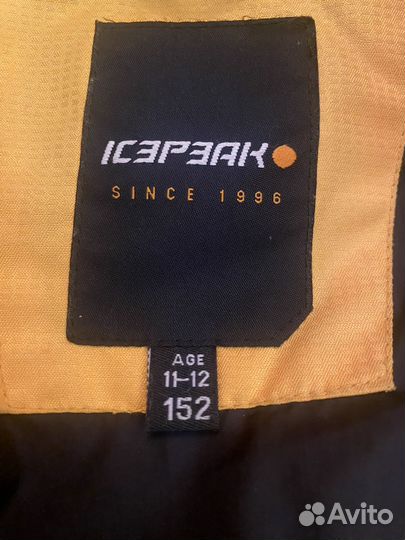 ICEPEAK
SINCE 1996
AGE
11-12
152
Avito